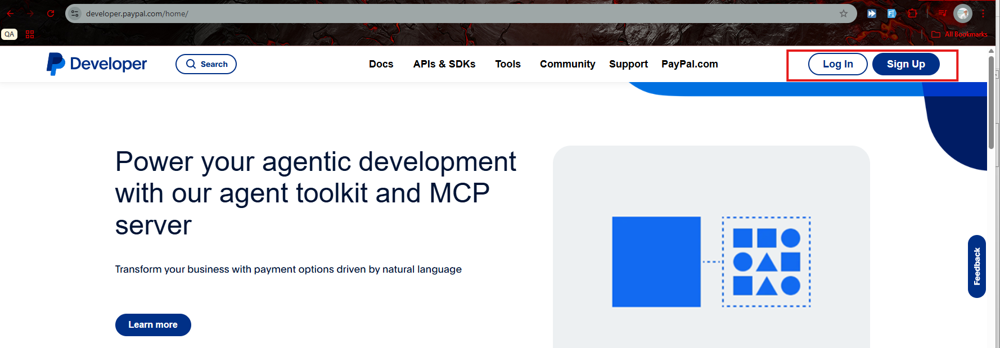 developer.paypal.com/home/
QA
All Bookmarks
Developer
Search
Docs
APIs & SDKs
Tools
Community
Support
PayPal.com
Log In
Sign Up
Power your agentic development
with our agent toolkit and MCP
server
Transform your business with payment options driven by natural language
Learn more
Feedback